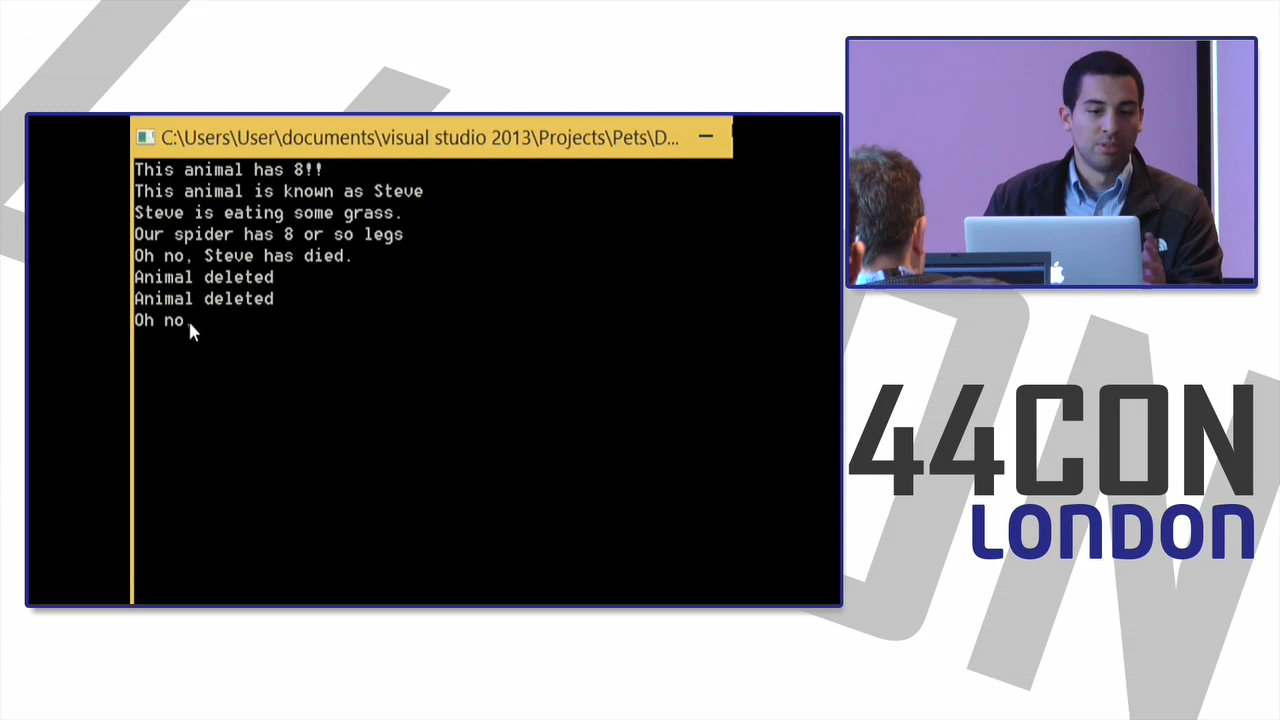 C:\Users\User\documents\visual studio 2013\Projects\Pets\D...
This animal has 8!!
This animal is known as Steve
Steve is eating some grass.
Our spider has 8 or so legs
Oh no, Steve has died.
Animal deleted
Animal deleted
Oh no.
44CON
LONDON